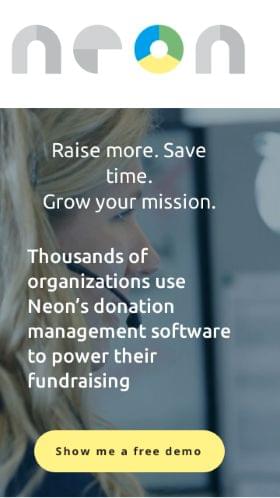 neon
Raise more. Save
time.
Grow your mission.
Thousands of
organizations use
Neon's donation
management software
to power their
fundraising
Show me a free demo